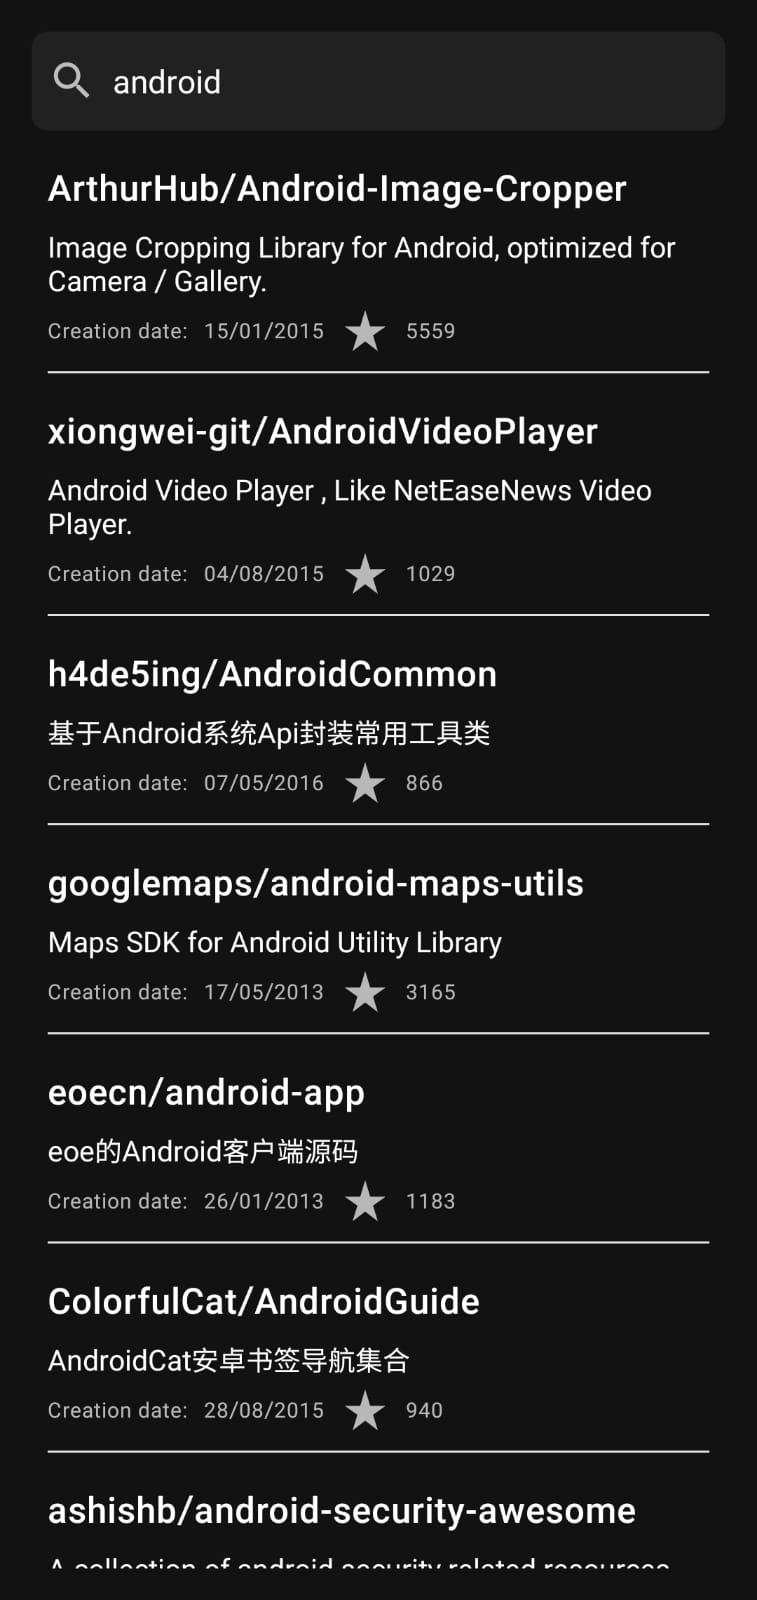 android
ArthurHub/Android-Image-Cropper
Image Cropping Library for Android, optimized for
Camera / Gallery.
Creation date: 15/01/2015 5559
xiongwei-git/AndroidVideoPlayer
Android Video Player , Like NetEaseNews Video
Player.
Creation date: 04/08/2015 1029
h4de5ing/AndroidCommon
基于Android系统Api封装常用工具类
Creation date: 07/05/2016 866
googlemaps/android-maps-utils
Maps SDK for Android Utility Library
Creation date: 17/05/2013 3165
eoecn/android-app
eoe的Android客户端源码
Creation date: 26/01/2013 1183
ColorfulCat/AndroidGuide
AndroidCat安卓书签导航集合
Creation date: 28/08/2015 940
ashishb/android-security-awesome
A collection of android security related resources